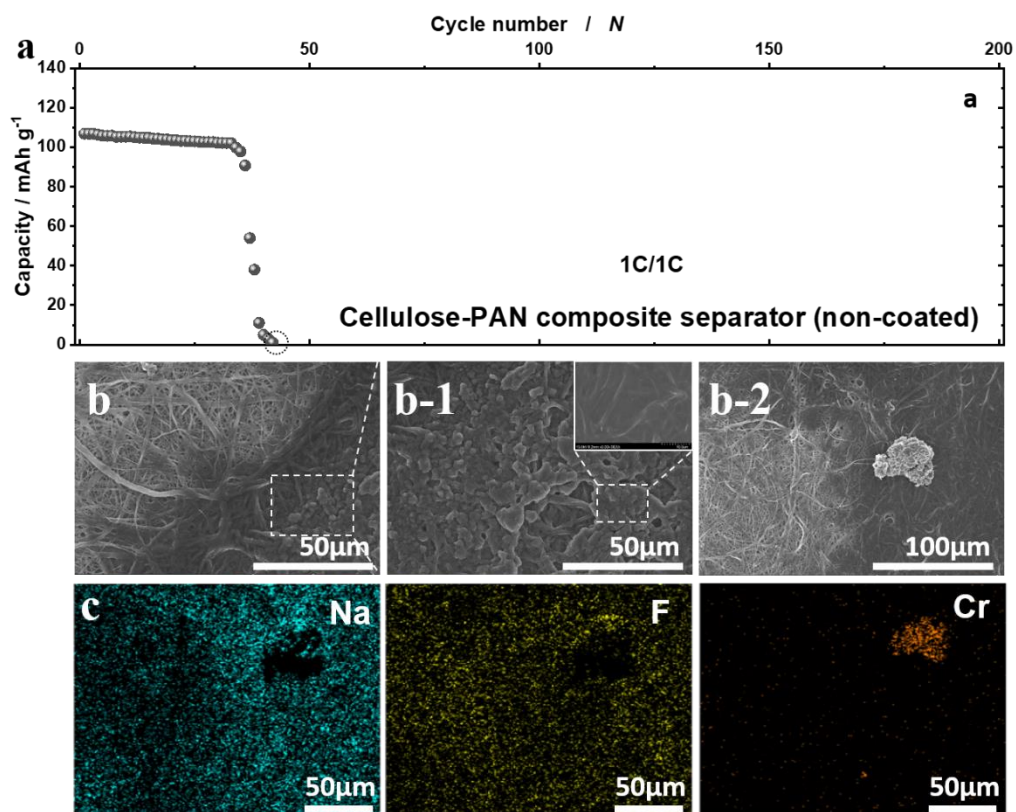 Cycle number / N
a
0 50 100 150 200
Capacity / mAh g⁻¹
140
120
100
80
60
40
20
0
a
1C/1C
Cellulose-PAN composite separator (non-coated)
b
50μm
b-1
50μm
b-2
100μm
c
Na
50μm
F
50μm
Cr
50μm